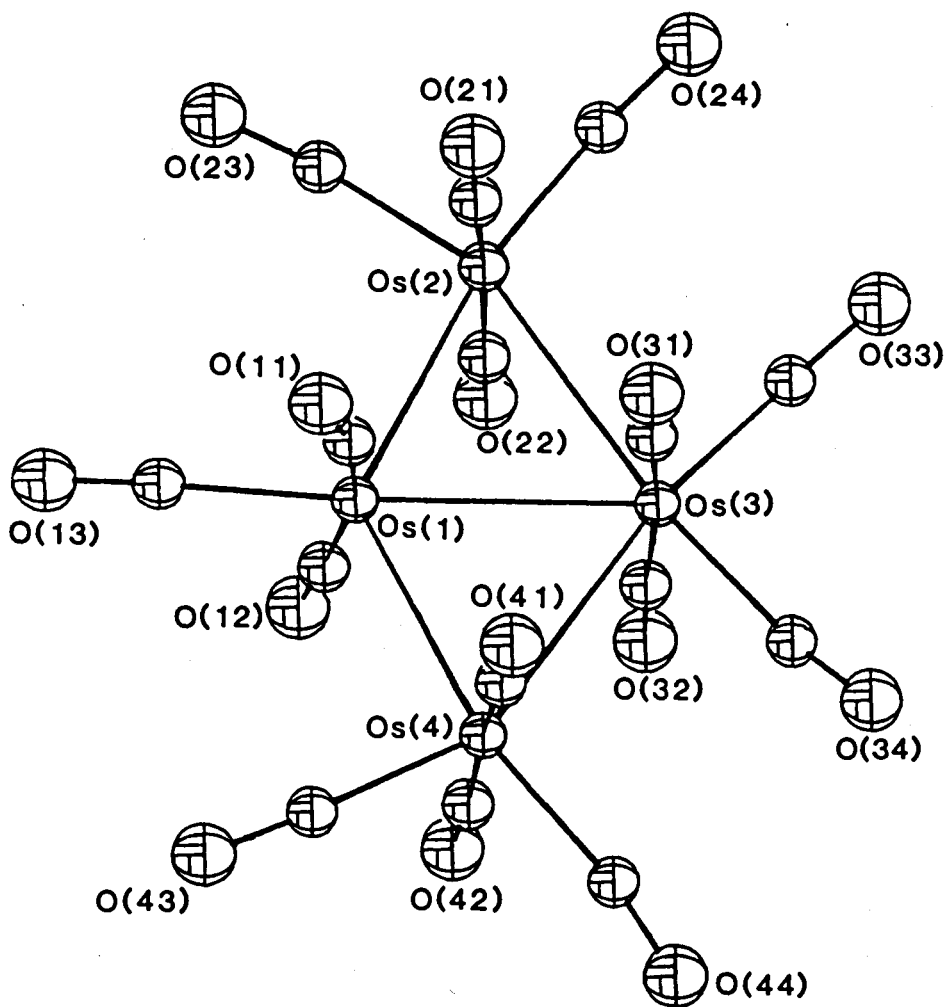 O(21)
O(24)
O(23)
Os(2)
O(33)
O(31)
O(11)
O(22)
Os(3)
O(13)
Os(1)
O(41)
O(12)
O(32)
Os(4)
O(34)
O(43)
O(42)
O(44)